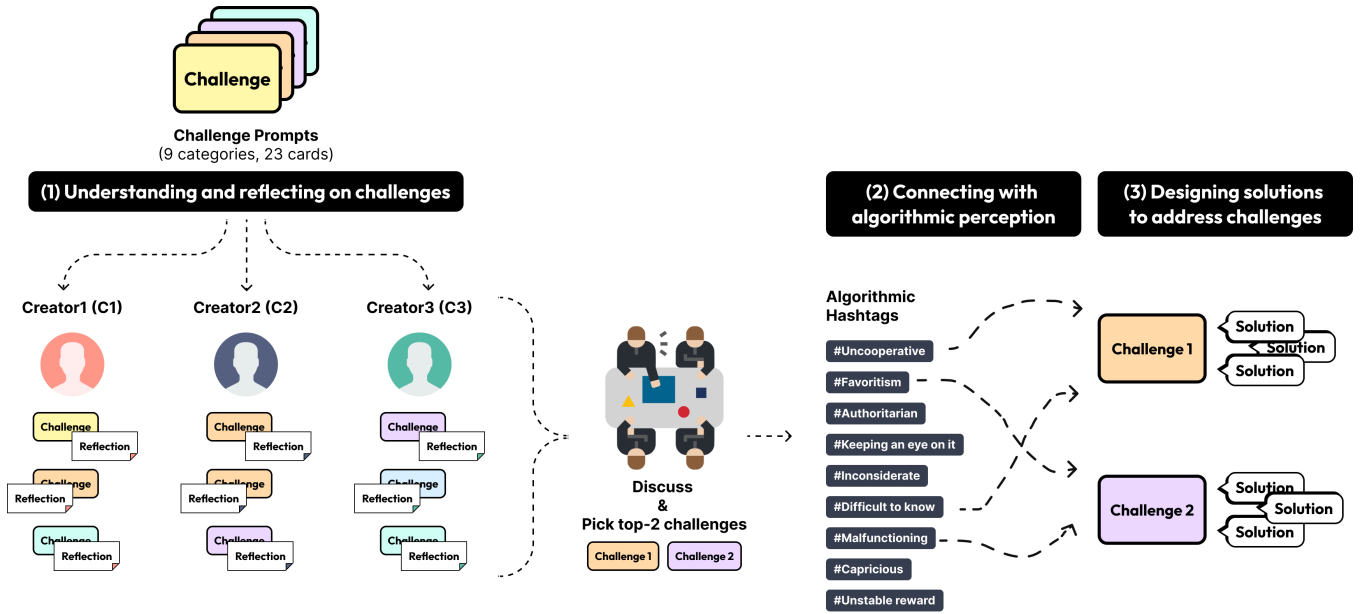 Challenge
Challenge Prompts
(9 categories, 23 cards)
(1) Understanding and reflecting on challenges
Creator1 (C1)
Creator2 (C2)
Creator3 (C3)
Challenge
Reflection
Challenge
Reflection
Challenge
Reflection
Challenge
Reflection
Challenge
Reflection
Challenge
Reflection
Challenge
Reflection
Challenge
Reflection
Challenge
Reflection
Discuss
&
Pick top-2 challenges
Challenge 1
Challenge 2
(2) Connecting with
algorithmic perception
Algorithmic
Hashtags
#Uncooperative
#Favoritism
#Authoritarian
#Keeping an eye on it
#Inconsiderate
#Difficult to know
#Malfunctioning
#Capricious
#Unstable reward
(3) Designing solutions
to address challenges
Challenge 1
Solution
Solution
Solution
Challenge 2
Solution
Solution
Solution